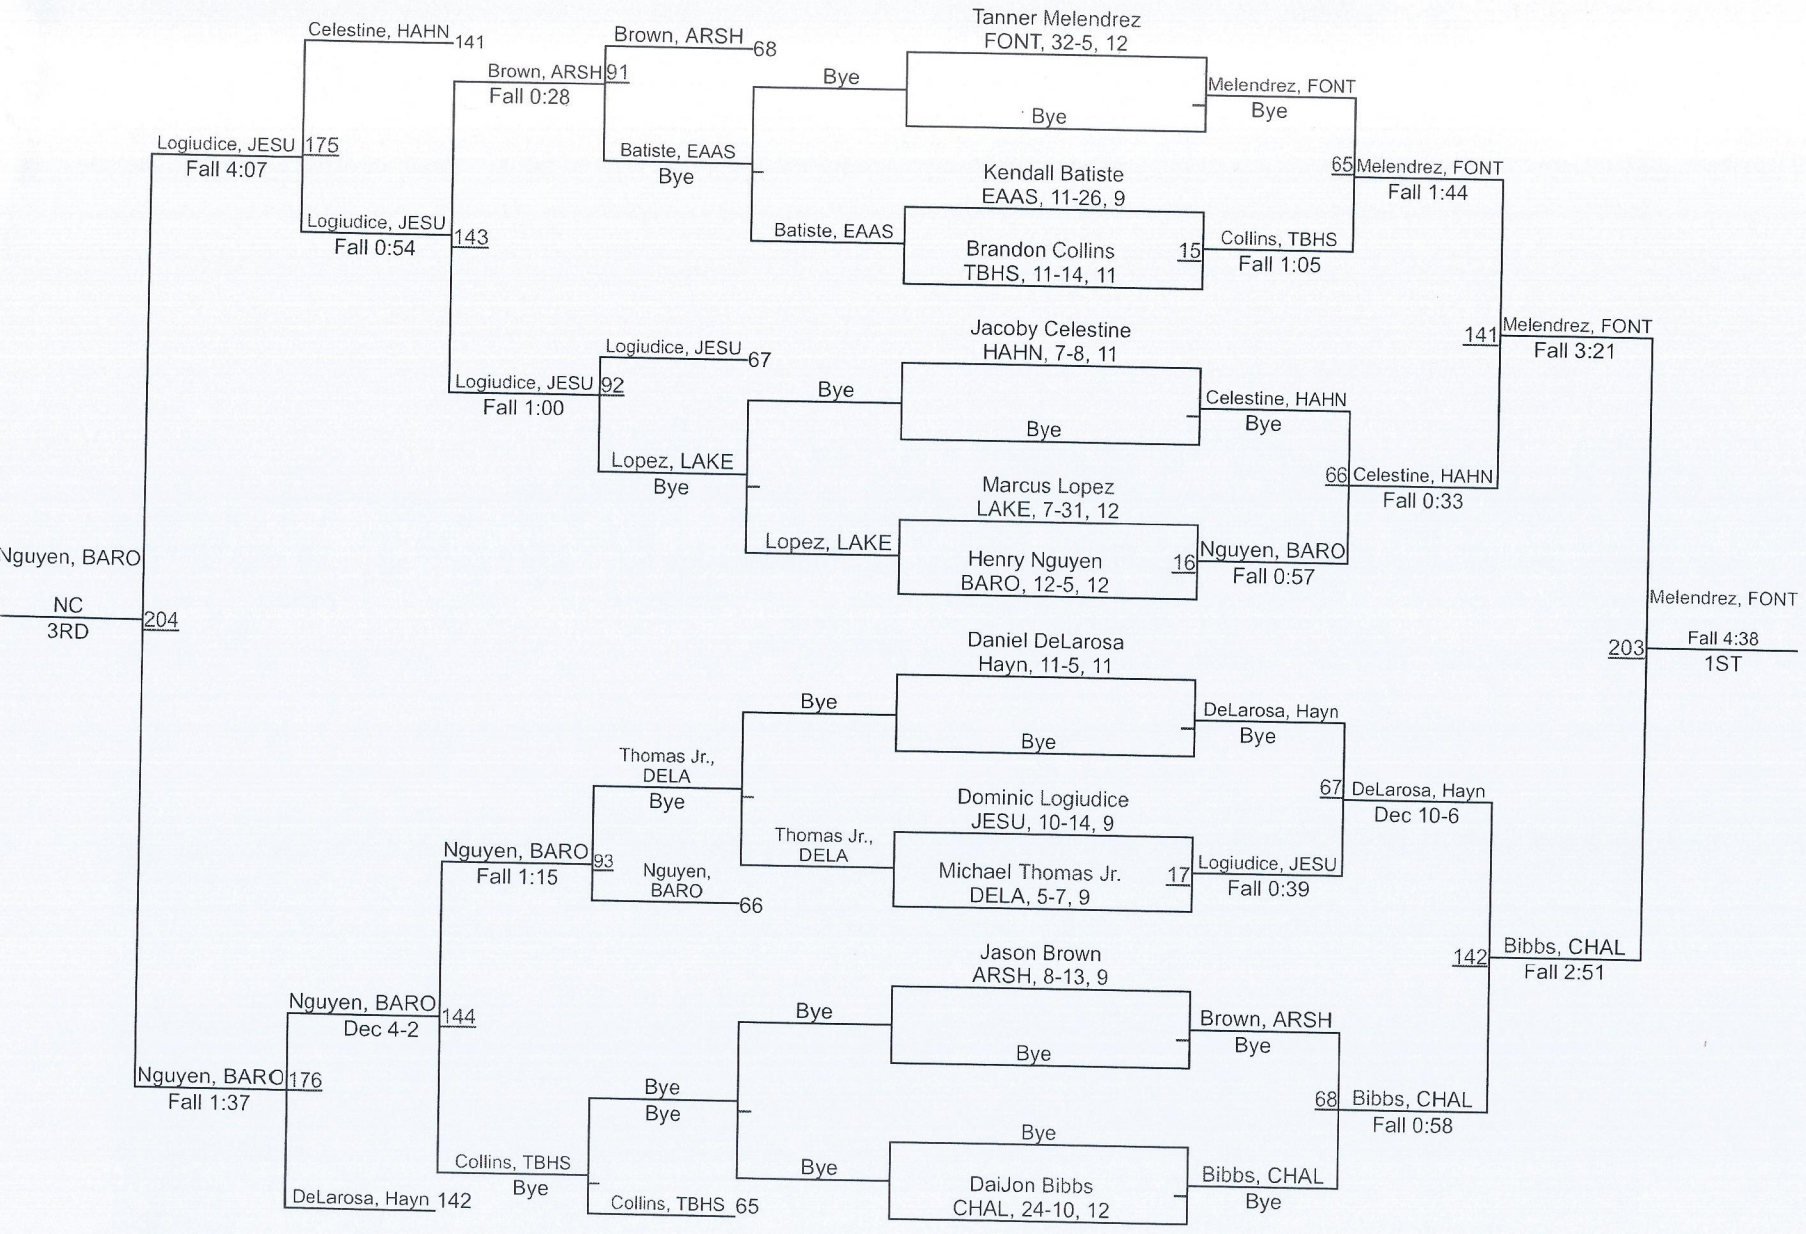 Tanner Melendrez
FONT, 32-5, 12
Bye
Bye
Melendrez, FONT
Bye
Kendall Batiste
EAAS, 11-26, 9
Brandon Collins
TBHS, 11-14, 11
15
Collins, TBHS
Fall 1:05
65
Melendrez, FONT
Fall 1:44
Jacoby Celestine
HAHN, 7-8, 11
Bye
Bye
Celestine, HAHN
Bye
Marcus Lopez
LAKE, 7-31, 12
Henry Nguyen
BARO, 12-5, 12
16
Nguyen, BARO
Fall 0:57
66
Celestine, HAHN
Fall 0:33
141
Melendrez, FONT
Fall 3:21
Daniel DeLarosa
Hayn, 11-5, 11
Bye
Bye
DeLarosa, Hayn
Bye
Dominic Logiudice
JESU, 10-14, 9
Michael Thomas Jr.
DELA, 5-7, 9
17
Logiudice, JESU
Fall 0:39
67
DeLarosa, Hayn
Dec 10-6
Jason Brown
ARSH, 8-13, 9
Bye
Bye
Brown, ARSH
Bye
Bye
DaiJon Bibbs
CHAL, 24-10, 12
Bye
Bibbs, CHAL
Bye
68
Bibbs, CHAL
Fall 0:58
142
Bibbs, CHAL
Fall 2:51
203
Melendrez, FONT
Fall 4:38
1ST
Celestine, HAHN
141
Brown, ARSH
68
Brown, ARSH
91
Fall 0:28
Batiste, EAAS
Bye
Batiste, EAAS
Logiudice, JESU
175
Fall 4:07
Logiudice, JESU
Fall 0:54
143
Logiudice, JESU
67
Logiudice, JESU
92
Fall 1:00
Lopez, LAKE
Bye
Lopez, LAKE
Nguyen, BARO
NC
3RD
204
Thomas Jr.,
DELA
Bye
Thomas Jr.,
DELA
Nguyen, BARO
93
Fall 1:15
Nguyen,
BARO
66
Nguyen, BARO
Dec 4-2
144
Nguyen, BARO
176
Fall 1:37
Bye
Bye
Collins, TBHS
Bye
Collins, TBHS
65
DeLarosa, Hayn
142